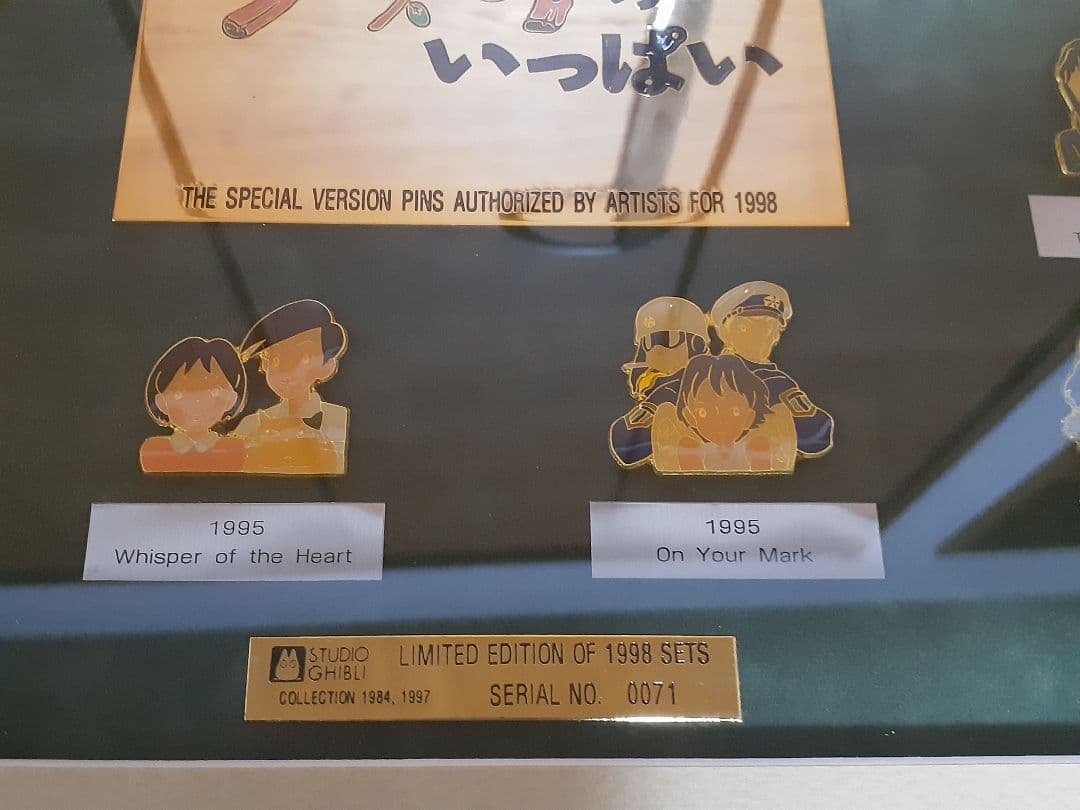 いっぱい
THE SPECIAL VERSION PINS AUTHORIZED BY ARTISTS FOR 1998
1995
Whisper of the Heart
1995
On Your Mark
STUDIO
GHIBLI
COLLECTION 1984, 1997
LIMITED EDITION OF 1998 SETS
SERIAL NO. 0071